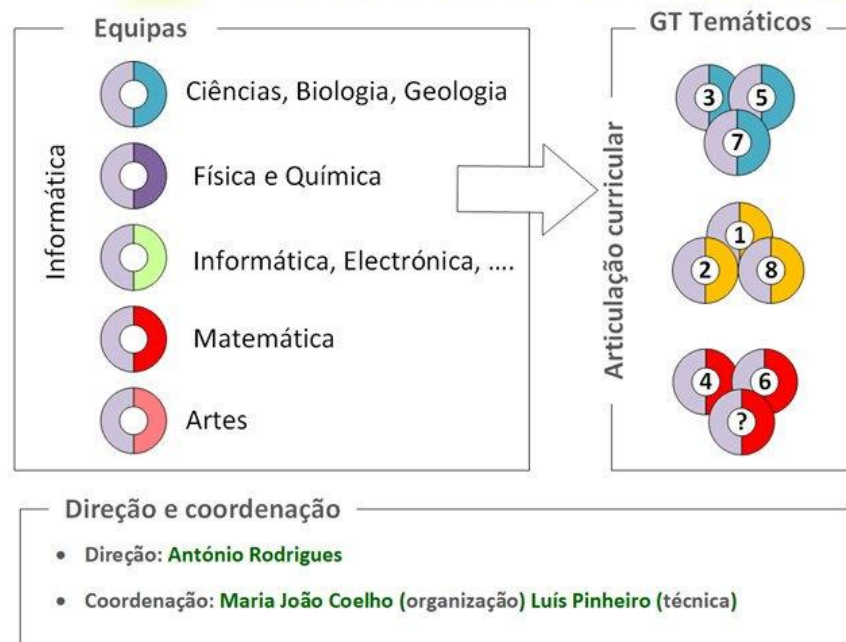 Equipas
Informática
Ciências, Biologia, Geologia
Física e Química
Informática, Electrónica, ....
Matemática
Artes
GT Temáticos
Articulação curricular
3 5
7
1
2 8
4 6
?
Direção e coordenação
• Direção: António Rodrigues
• Coordenação: Maria João Coelho (organização) Luís Pinheiro (técnica)